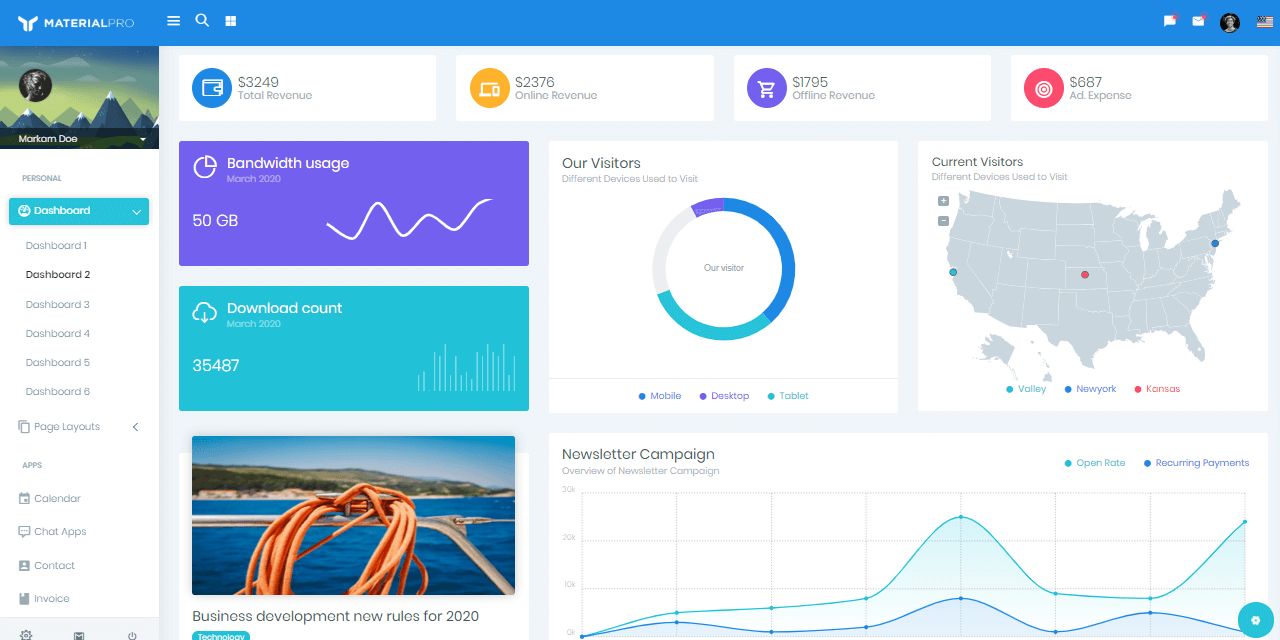 MATERIALPRO
Markam Doe
PERSONAL
Dashboard
Dashboard 1
Dashboard 2
Dashboard 3
Dashboard 4
Dashboard 5
Dashboard 6
Page Layouts
APPS
Calendar
Chat Apps
Contact
Invoice
$3249
Total Revenue
$2376
Online Revenue
$1795
Offline Revenue
$687
Ad. Expense
Bandwidth usage
March 2020
50 GB
Download count
March 2020
35487
Our Visitors
Different Devices Used to Visit
Our visitor
Mobile
Desktop
Tablet
Current Visitors
Different Devices Used to Visit
+
−
Valley
Newyork
Kansas
Business development new rules for 2020
Technology
Newsletter Campaign
Overview of Newsletter Campaign
Open Rate
Recurring Payments
30k
20k
10k
0k